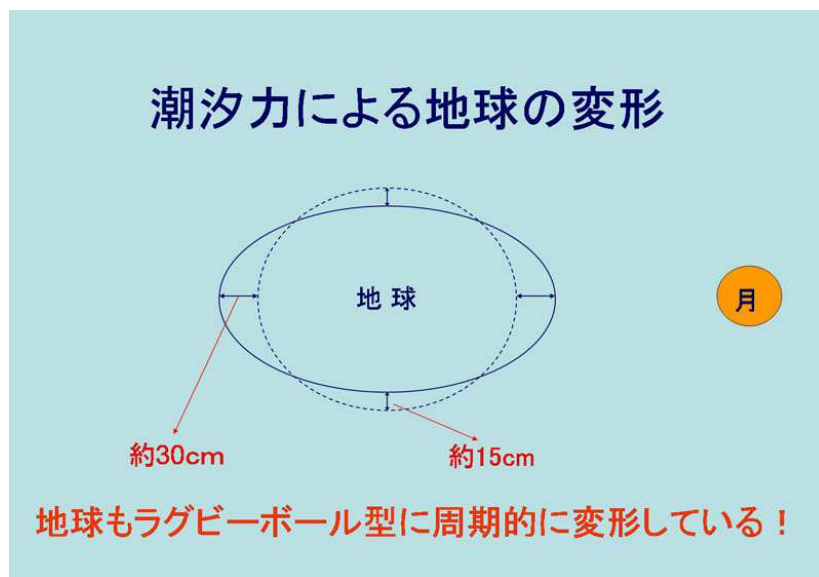 潮汐力による地球の変形
地球
月
約30cm
約15cm
地球もラグビーボール型に周期的に変形している！